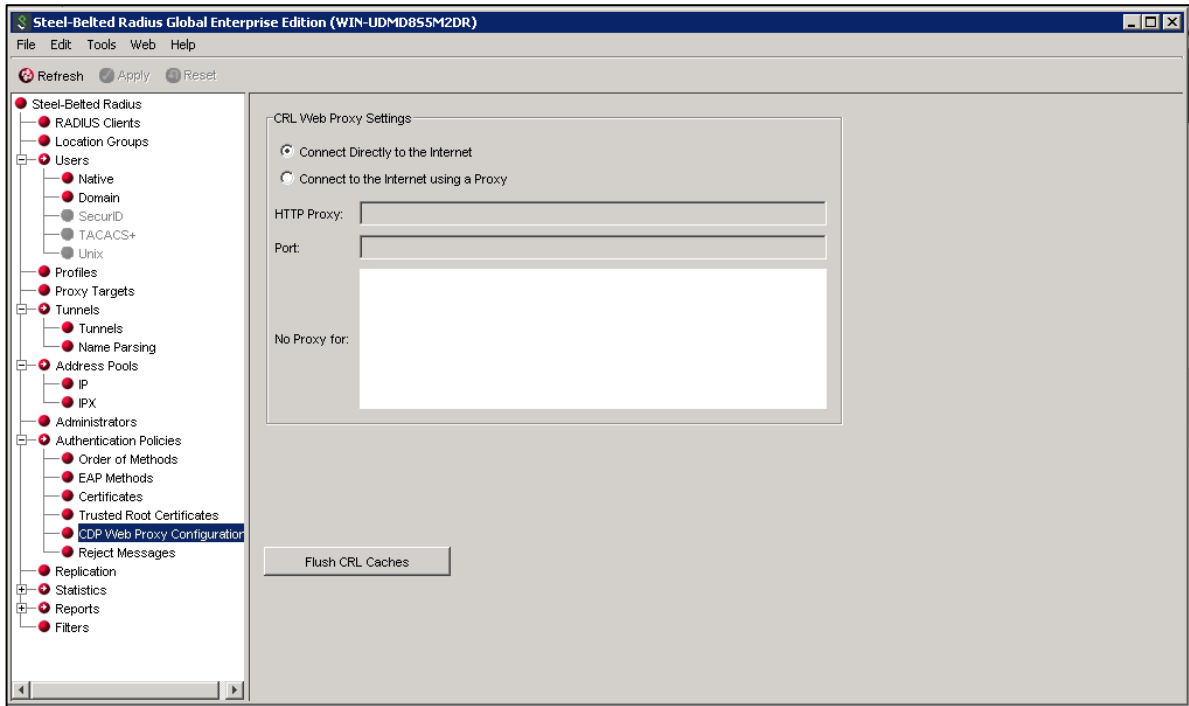 Steel-Belted Radius Global Enterprise Edition (WIN-UDMD8S5M2DR)
File Edit Tools Web Help
Refresh Apply Reset
Steel-Belted Radius
RADIUS Clients
Location Groups
Users
Native
Domain
SecurID
TACACS+
Unix
Profiles
Proxy Targets
Tunnels
Tunnels
Name Parsing
Address Pools
IP
IPX
Administrators
Authentication Policies
Order of Methods
EAP Methods
Certificates
Trusted Root Certificates
CDP Web Proxy Configuration
Reject Messages
Replication
Statistics
Reports
Filters
CRL Web Proxy Settings
Connect Directly to the Internet
Connect to the Internet using a Proxy
HTTP Proxy:
Port:
No Proxy for:
Flush CRL Caches